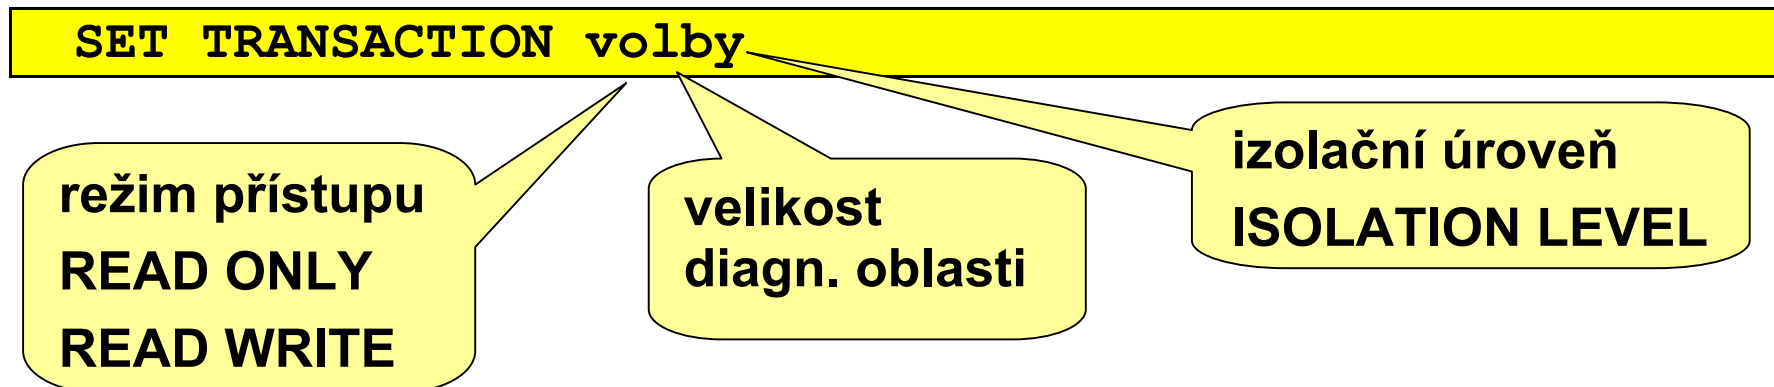 SET TRANSACTION volby
režim přístupu
READ ONLY
READ WRITE
velikost
diagn. oblasti
izolační úroveň
ISOLATION LEVEL